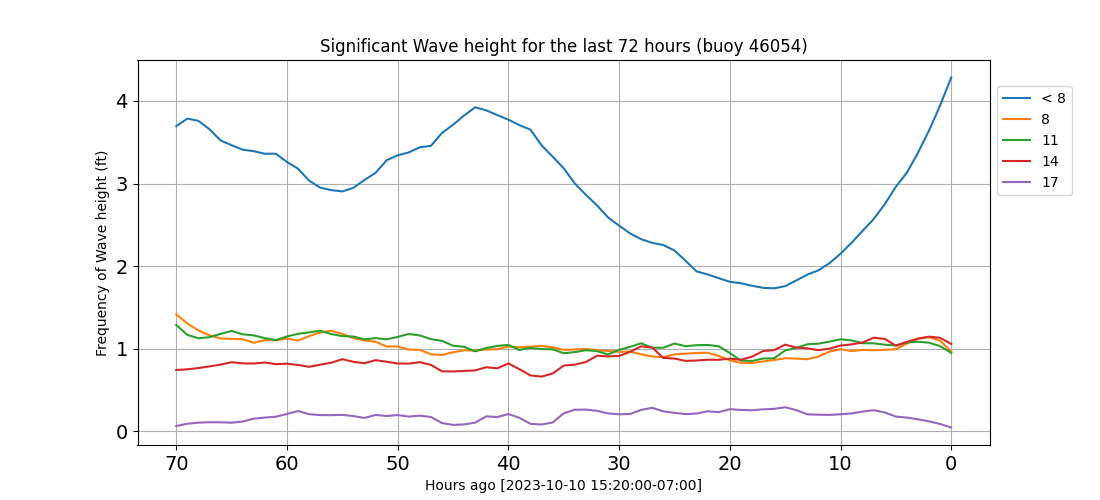 Significant Wave height for the last 72 hours (buoy 46054)
Frequency of Wave height (ft)
4
3
2
1
0
70 60 50 40 30 20 10 0
Hours ago [2023-10-10 15:20:00-07:00]
< 8
8
11
14
17